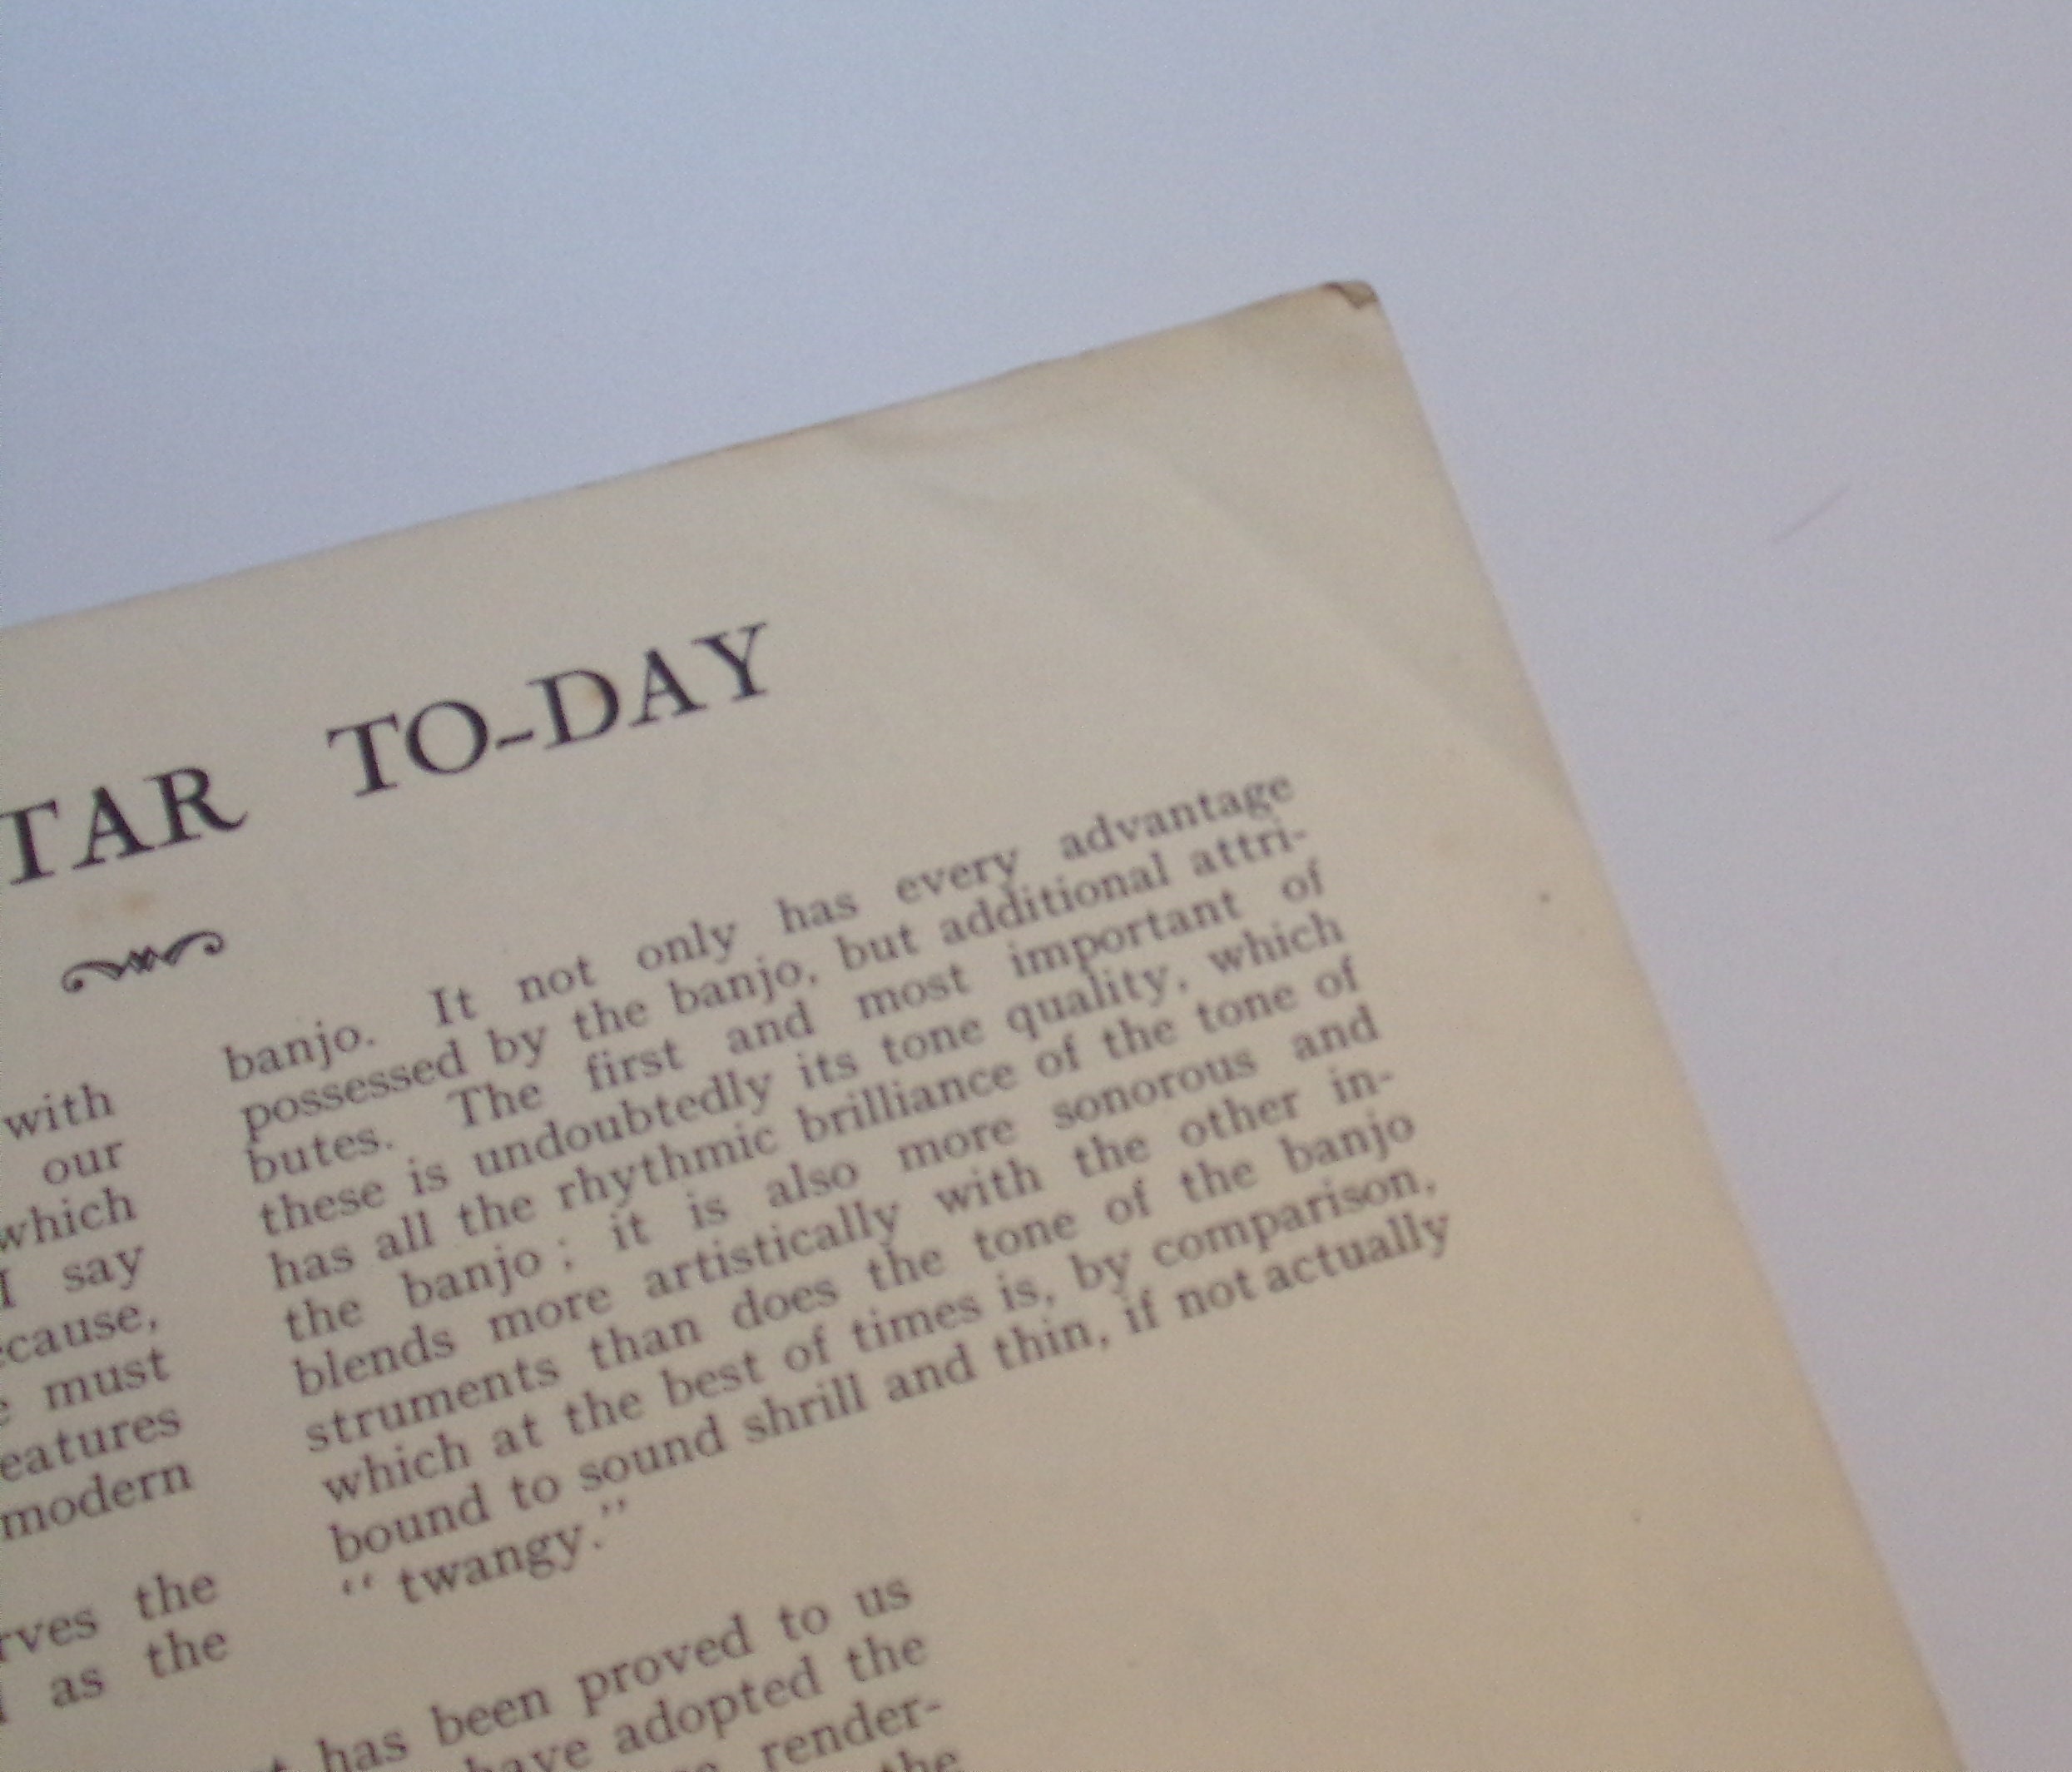 TAR TO-DAY
with
our
which
I say
must
modern
the
as the
banjo. It not only has every advantage
possessed by the banjo, but additional attri-
butes. The first and most important of
these is undoubtedly its tone quality, which
has all the rhythmic brilliance of the tone of
the banjo ; it is also more sonorous and
blends more artistically with the other in-
struments than does the tone of the banjo
which at the best of times is, by comparison,
bound to sound shrill and thin, if not actually
“ twangy.”
has been proved to us
have adopted the
render-
the